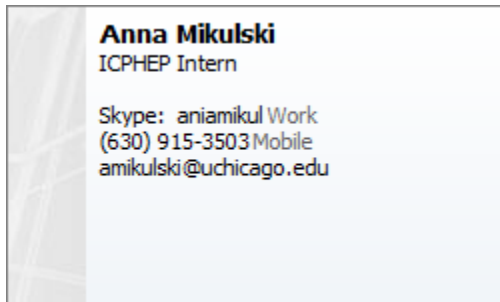 Anna Mikulski
ICPHEP Intern
Skype: aniamikul Work
(630) 915-3503 Mobile
amikulski@uchicago.edu